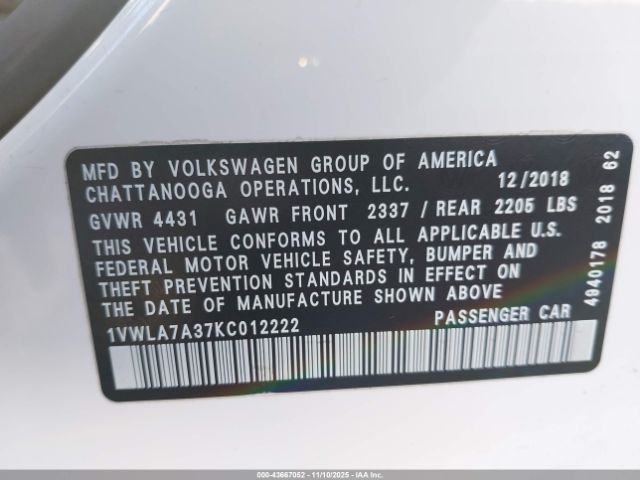 MFD BY VOLKSWAGEN GROUP OF AMERICA
CHATTANOOGA OPERATIONS, LLC. 12/2018
GVWR 4431 GAWR FRONT 2337 / REAR 2205 LBS
THIS VEHICLE CONFORMS TO ALL APPLICABLE U.S.
FEDERAL MOTOR VEHICLE SAFETY, BUMPER AND
THEFT PREVENTION STANDARDS IN EFFECT ON
THE DATE OF MANUFACTURE SHOWN ABOVE
1VWLA7A37KC012222 PASSENGER CAR
4940178 2018 62
000-43667052 - 11/10/2025 - IAA Inc.